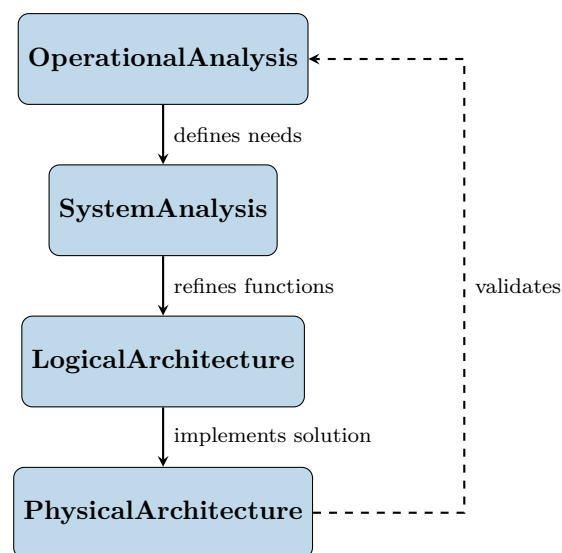 OperationalAnalysis
defines needs
SystemAnalysis
refines functions
validates
LogicalArchitecture
implements solution
PhysicalArchitecture